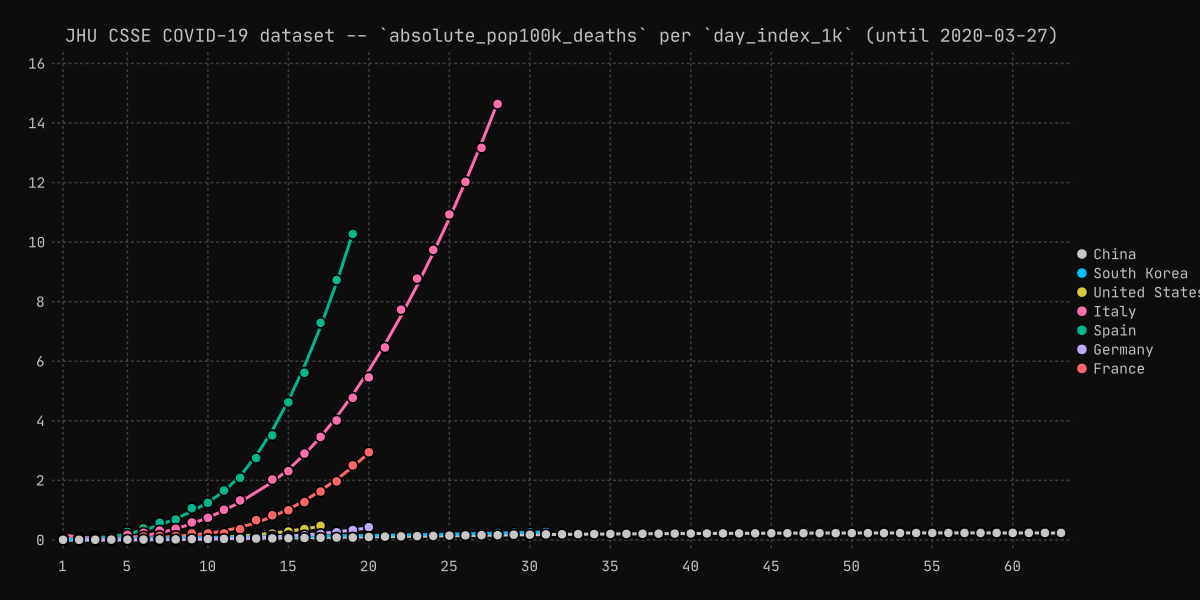 JHU CSSE COVID-19 dataset -- `absolute_pop100k_deaths` per `day_index_1k` (until 2020-03-27)
16
14
12
10
8
6
4
2
0
1 5 10 15 20 25 30 35 40 45 50 55 60
China
South Korea
United States
Italy
Spain
Germany
France